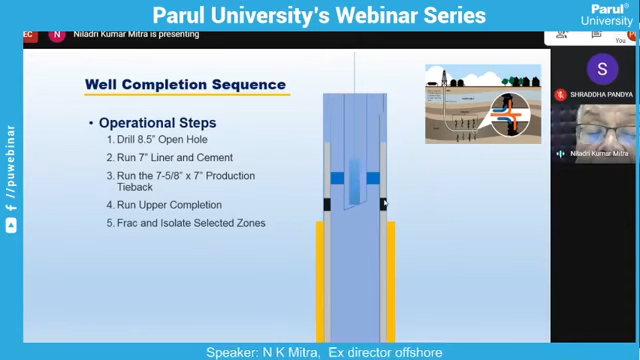 Parul University's Webinar Series
Parul®
University
EC
N
Niladri Kumar Mitra is presenting
You
Well Completion Sequence
• Operational Steps
1. Drill 8.5" Open Hole
2. Run 7" Liner and Cement
3. Run the 7-5/8" x 7" Production
Tieback
4. Run Upper Completion
5. Frac and Isolate Selected Zones
S
SHRADDHA PANDYA
Niladri Kumar Mitra
/puwebinar
Speaker: N K Mitra, Ex director offshore